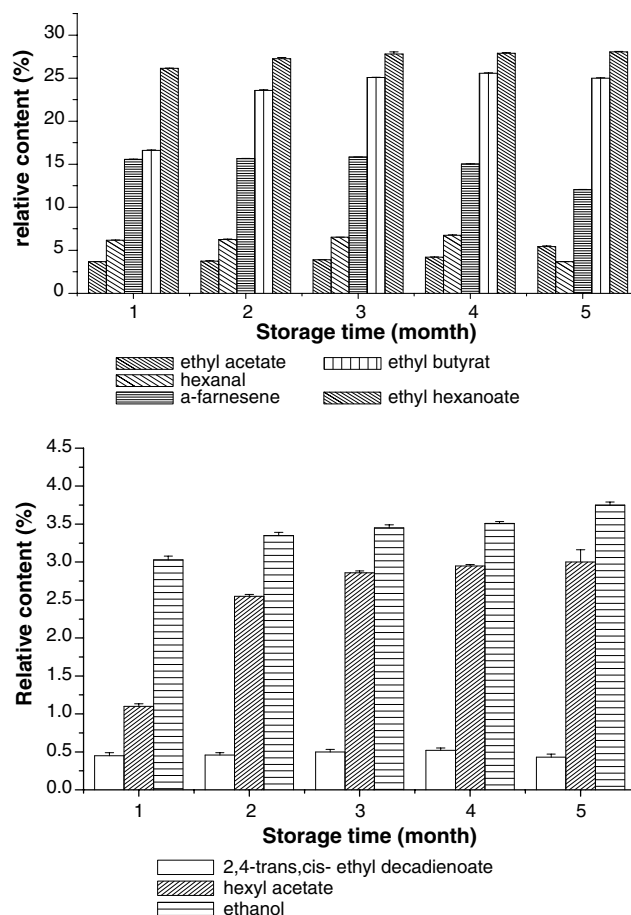 relative content (%)
30
25
20
15
10
5
0
1 2 3 4 5
Storage time (momth)
ethyl acetate ethyl butyrat
hexanal
a-farnesene ethyl hexanoate
Relative content (%)
4.5
4.0
3.5
3.0
2.5
2.0
1.5
1.0
0.5
0.0
1 2 3 4 5
Storage time (month)
2,4-trans,cis- ethyl decadienoate
hexyl acetate
ethanol